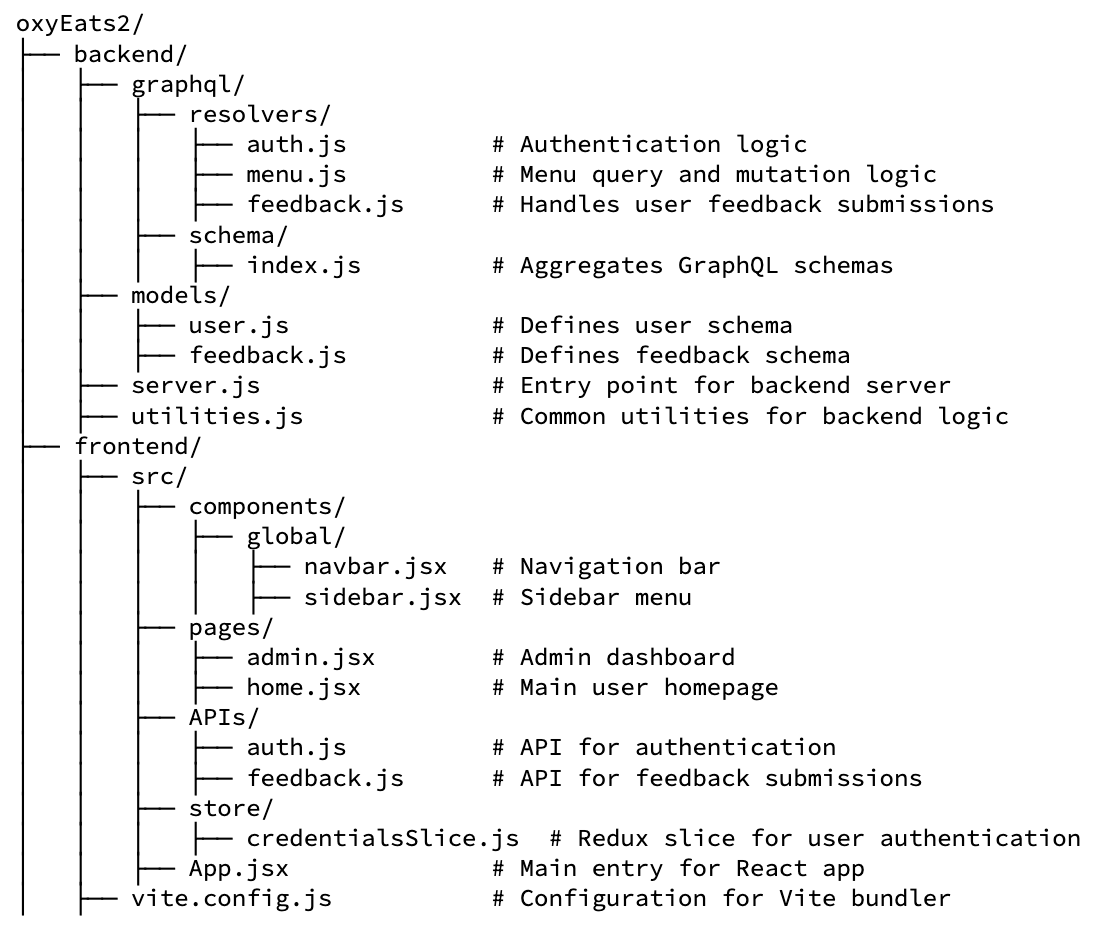 oxyEats2/
├── backend/
│   ├── graphql/
│   │   ├── resolvers/
│   │   │   ├── auth.js          # Authentication logic
│   │   │   ├── menu.js          # Menu query and mutation logic
│   │   │   ├── feedback.js      # Handles user feedback submissions
│   │   ├── schema/
│   │   │   ├── index.js         # Aggregates GraphQL schemas
│   ├── models/
│   │   ├── user.js              # Defines user schema
│   │   ├── feedback.js          # Defines feedback schema
│   ├── server.js                # Entry point for backend server
│   ├── utilities.js             # Common utilities for backend logic
├── frontend/
│   ├── src/
│   │   ├── components/
│   │   │   ├── global/
│   │   │   │   ├── navbar.jsx   # Navigation bar
│   │   │   │   ├── sidebar.jsx  # Sidebar menu
│   │   ├── pages/
│   │   │   ├── admin.jsx        # Admin dashboard
│   │   │   ├── home.jsx         # Main user homepage
│   │   ├── APIs/
│   │   │   ├── auth.js          # API for authentication
│   │   │   ├── feedback.js      # API for feedback submissions
│   │   ├── store/
│   │   │   ├── credentialsSlice.js  # Redux slice for user authentication
│   │   ├── App.jsx              # Main entry for React app
│   ├── vite.config.js           # Configuration for Vite bundler